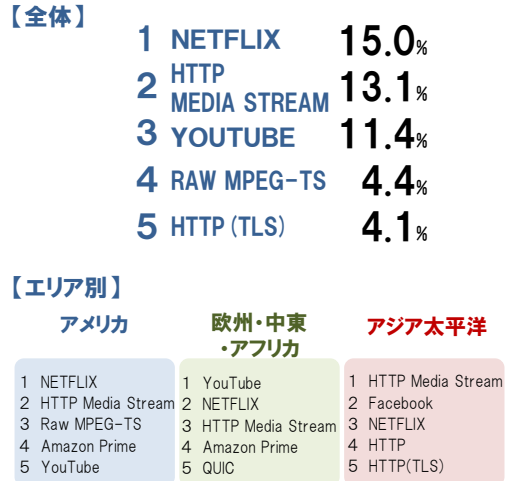 【全体】
1 NETFLIX 15.0%
2 HTTP MEDIA STREAM 13.1%
3 YOUTUBE 11.4%
4 RAW MPEG-TS 4.4%
5 HTTP(TLS) 4.1%
【エリア別】
アメリカ
1 NETFLIX
2 HTTP Media Stream
3 Raw MPEG-TS
4 Amazon Prime
5 YouTube
欧州・中東
・アフリカ
1 YouTube
2 NETFLIX
3 HTTP Media Stream
4 Amazon Prime
5 QUIC
アジア太平洋
1 HTTP Media Stream
2 Facebook
3 NETFLIX
4 HTTP
5 HTTP(TLS)